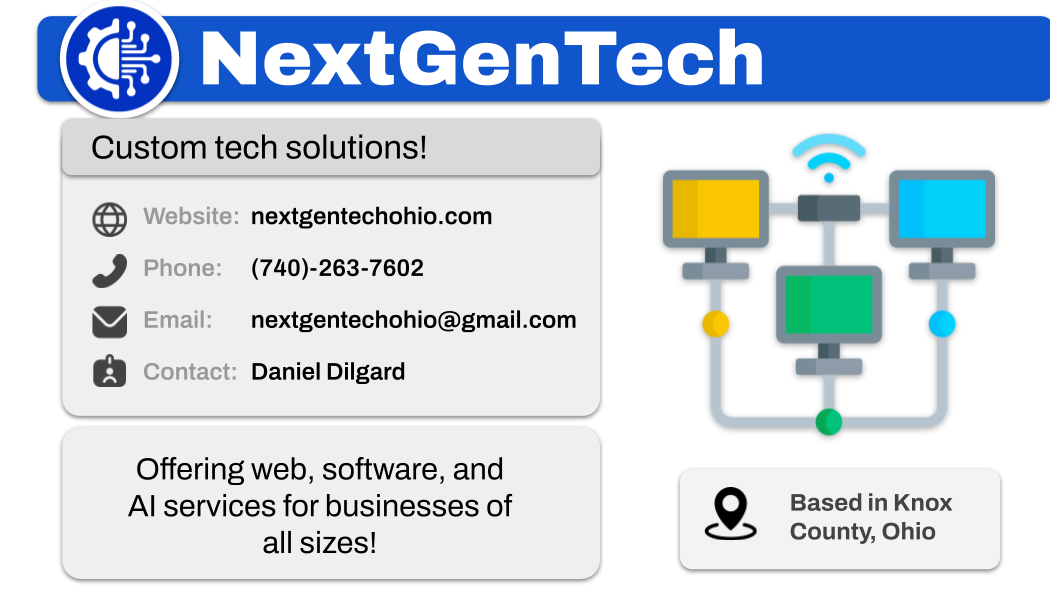 NextGenTech
Custom tech solutions!
Website: nextgentechohio.com
Phone: (740)-263-7602
Email: nextgentechohio@gmail.com
Contact: Daniel Dilgard
Offering web, software, and
AI services for businesses of
all sizes!
Based in Knox
County, Ohio